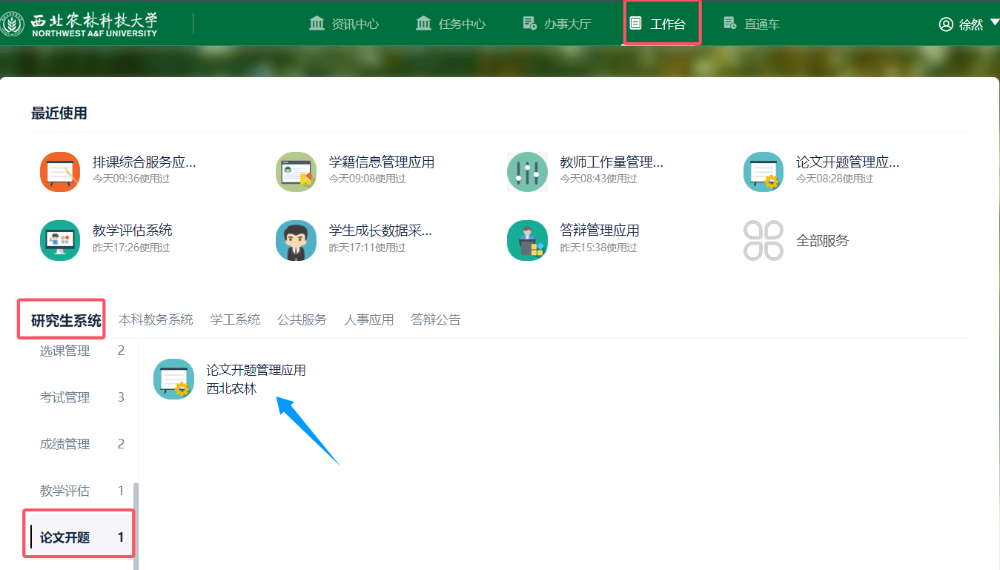 西北农林科技大学
NORTHWEST A&F UNIVERSITY
资讯中心
任务中心
办事大厅
工作台
直通车
徐然
最近使用
排课综合服务应...
今天09:36使用过
学籍信息管理应用
今天09:08使用过
教师工作量管理...
今天08:43使用过
论文开题管理应...
今天08:28使用过
教学评估系统
昨天17:26使用过
学生成长数据采...
昨天17:11使用过
答辩管理应用
昨天15:38使用过
全部服务
研究生系统 本科教务系统 学工系统 公共服务 人事应用 答辩公告
选课管理 2
考试管理 3
成绩管理 2
教学评估 1
论文开题 1
论文开题管理应用
西北农林